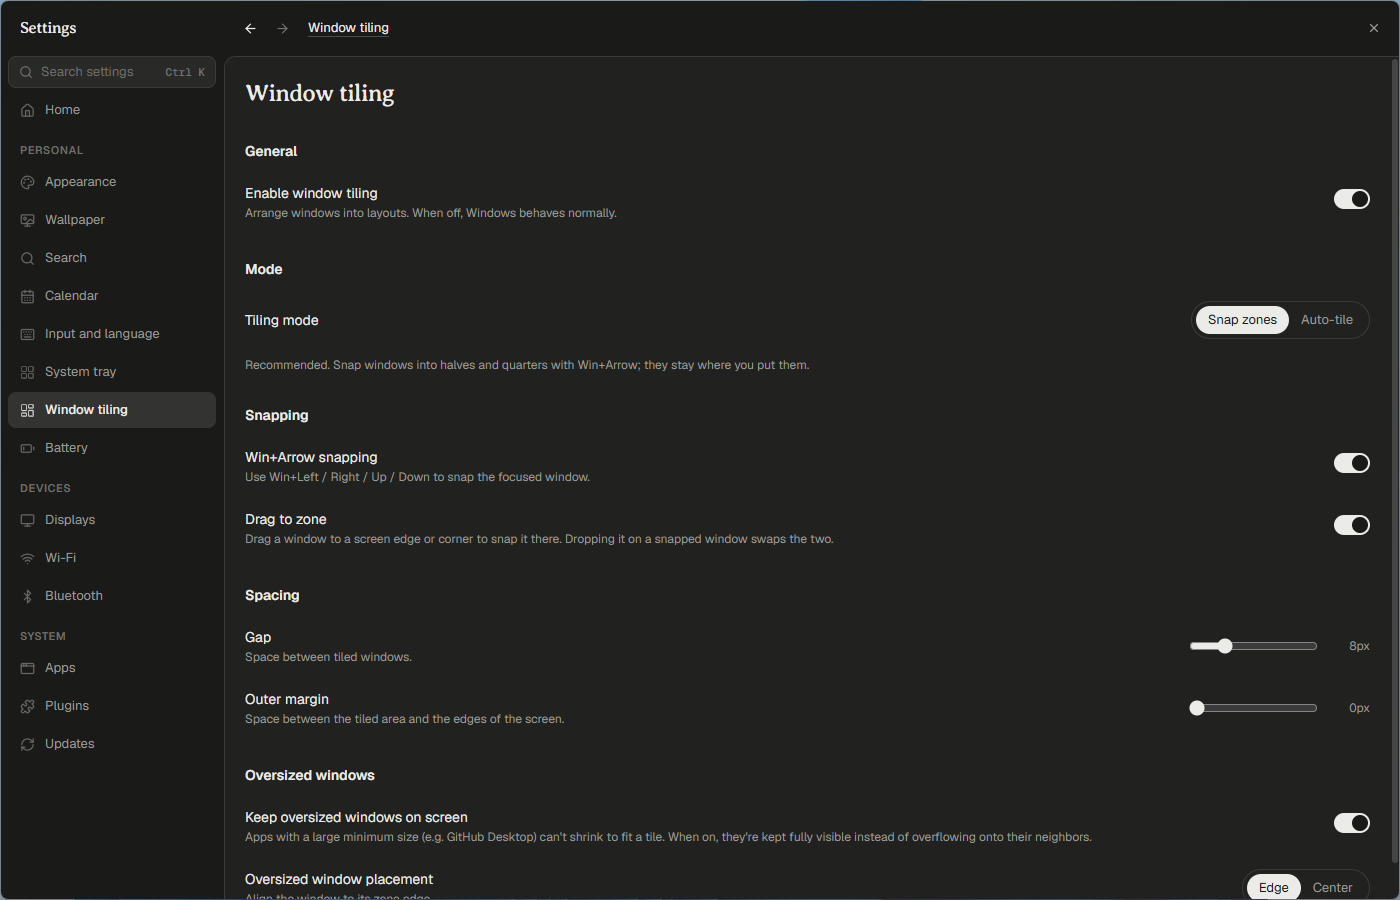 Settings
Window tiling
Search settings
Ctrl K
Home
PERSONAL
Appearance
Wallpaper
Search
Calendar
Input and language
System tray
Window tiling
Battery
DEVICES
Displays
Wi-Fi
Bluetooth
SYSTEM
Apps
Plugins
Updates
Window tiling
General
Enable window tiling
Arrange windows into layouts. When off, Windows behaves normally.
Mode
Tiling mode
Snap zones
Auto-tile
Recommended. Snap windows into halves and quarters with Win+Arrow; they stay where you put them.
Snapping
Win+Arrow snapping
Use Win+Left / Right / Up / Down to snap the focused window.
Drag to zone
Drag a window to a screen edge or corner to snap it there. Dropping it on a snapped window swaps the two.
Spacing
Gap
Space between tiled windows.
8px
Outer margin
Space between the tiled area and the edges of the screen.
0px
Oversized windows
Keep oversized windows on screen
Apps with a large minimum size (e.g. GitHub Desktop) can't shrink to fit a tile. When on, they're kept fully visible instead of overflowing onto their neighbors.
Oversized window placement
Edge
Center
Align the window to its zone edge